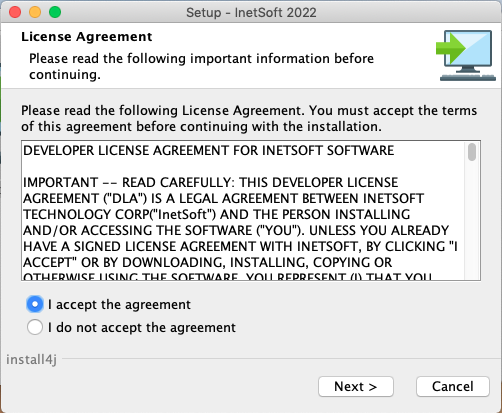 Setup - InetSoft 2022
License Agreement
Please read the following important information before
continuing.
Please read the following License Agreement. You must accept the terms
of this agreement before continuing with the installation.
DEVELOPER LICENSE AGREEMENT FOR INETSOFT SOFTWARE
IMPORTANT -- READ CAREFULLY: THIS DEVELOPER LICENSE
AGREEMENT ("DLA") IS A LEGAL AGREEMENT BETWEEN INETSOFT
TECHNOLOGY CORP("InetSoft") AND THE PERSON INSTALLING
AND/OR ACCESSING THE SOFTWARE ("YOU"). UNLESS YOU ALREADY
HAVE A SIGNED LICENSE AGREEMENT WITH INETSOFT, BY CLICKING "I
ACCEPT" OR BY DOWNLOADING, INSTALLING, COPYING OR
OTHERWISE USING THE SOFTWARE, YOU REPRESENT (I) THAT YOU
I accept the agreement
I do not accept the agreement
install4j
Next >
Cancel